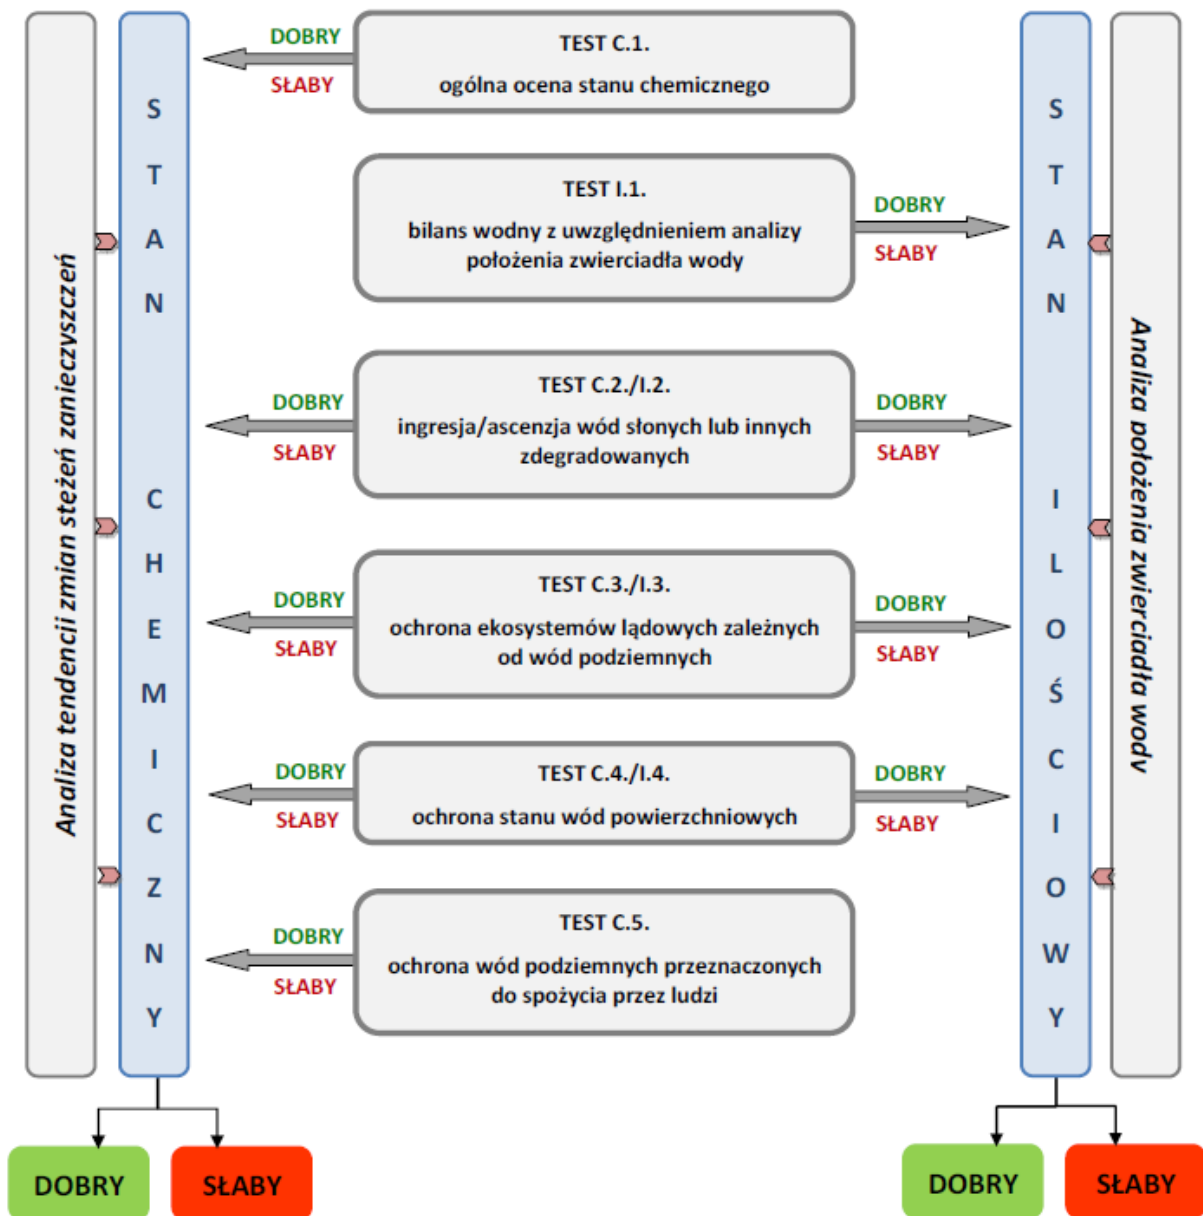 Analiza tendencji zmian stężeń zanieczyszczeń
STAN CHEMICZNY
DOBRY
SŁABY
TEST C.1.
ogólna ocena stanu chemicznego
TEST I.1.
bilans wodny z uwzględnieniem analizy
położenia zwierciadła wody
DOBRY
SŁABY
DOBRY
SŁABY
TEST C.2./I.2.
ingresja/ascenzja wód słonych lub innych
zdegradowanych
DOBRY
SŁABY
DOBRY
SŁABY
TEST C.3./I.3.
ochrona ekosystemów lądowych zależnych
od wód podziemnych
DOBRY
SŁABY
DOBRY
SŁABY
TEST C.4./I.4.
ochrona stanu wód powierzchniowych
DOBRY
SŁABY
DOBRY
SŁABY
TEST C.5.
ochrona wód podziemnych przeznaczonych
do spożycia przez ludzi
STAN ILOŚCIOWY
Analiza położenia zwierciadła wody
DOBRY
SŁABY
DOBRY
SŁABY